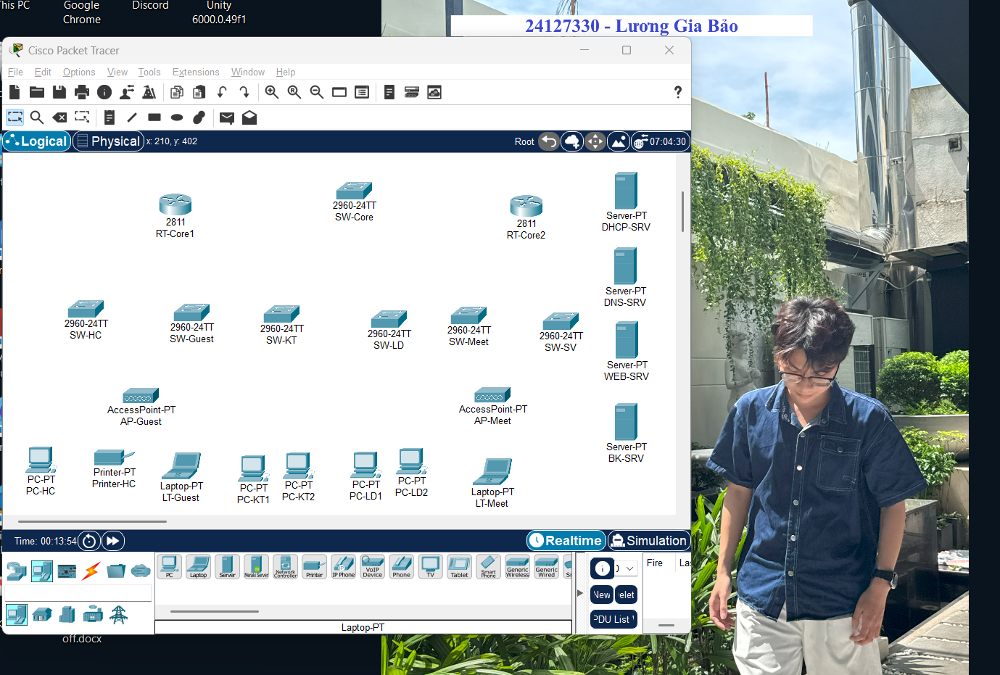 his PC
Google
Chrome
Discord
Unity
6000.0.49f1
24127330 - Lương Gia Bảo
Cisco Packet Tracer
File Edit Options View Tools Extensions Window Help
?
Logical
Physical
x: 210, y: 402
Root
07:04:30
2811
RT-Core1
2960-24TT
SW-Core
2811
RT-Core2
Server-PT
DHCP-SRV
Server-PT
DNS-SRV
2960-24TT
SW-HC
2960-24TT
SW-Guest
2960-24TT
SW-KT
2960-24TT
SW-LD
2960-24TT
SW-Meet
2960-24TT
SW-SV
Server-PT
WEB-SRV
AccessPoint-PT
AP-Guest
AccessPoint-PT
AP-Meet
Server-PT
BK-SRV
PC-PT
PC-HC
Printer-PT
Printer-HC
Laptop-PT
LT-Guest
PC-PT
PC-KT1
PC-PT
PC-KT2
PC-PT
PC-LD1
PC-PT
PC-LD2
Laptop-PT
LT-Meet
Time: 00:13:54
Realtime
Simulation
PC
Laptop
Server
Meraki Server
Network Controller
Printer
IP Phone
VoIP Device
Phone
TV
Tablet
Smart Phone
Generic Wireless
Generic Wired
Fire
Las
New
elet
PDU List
Laptop-PT
off.docx